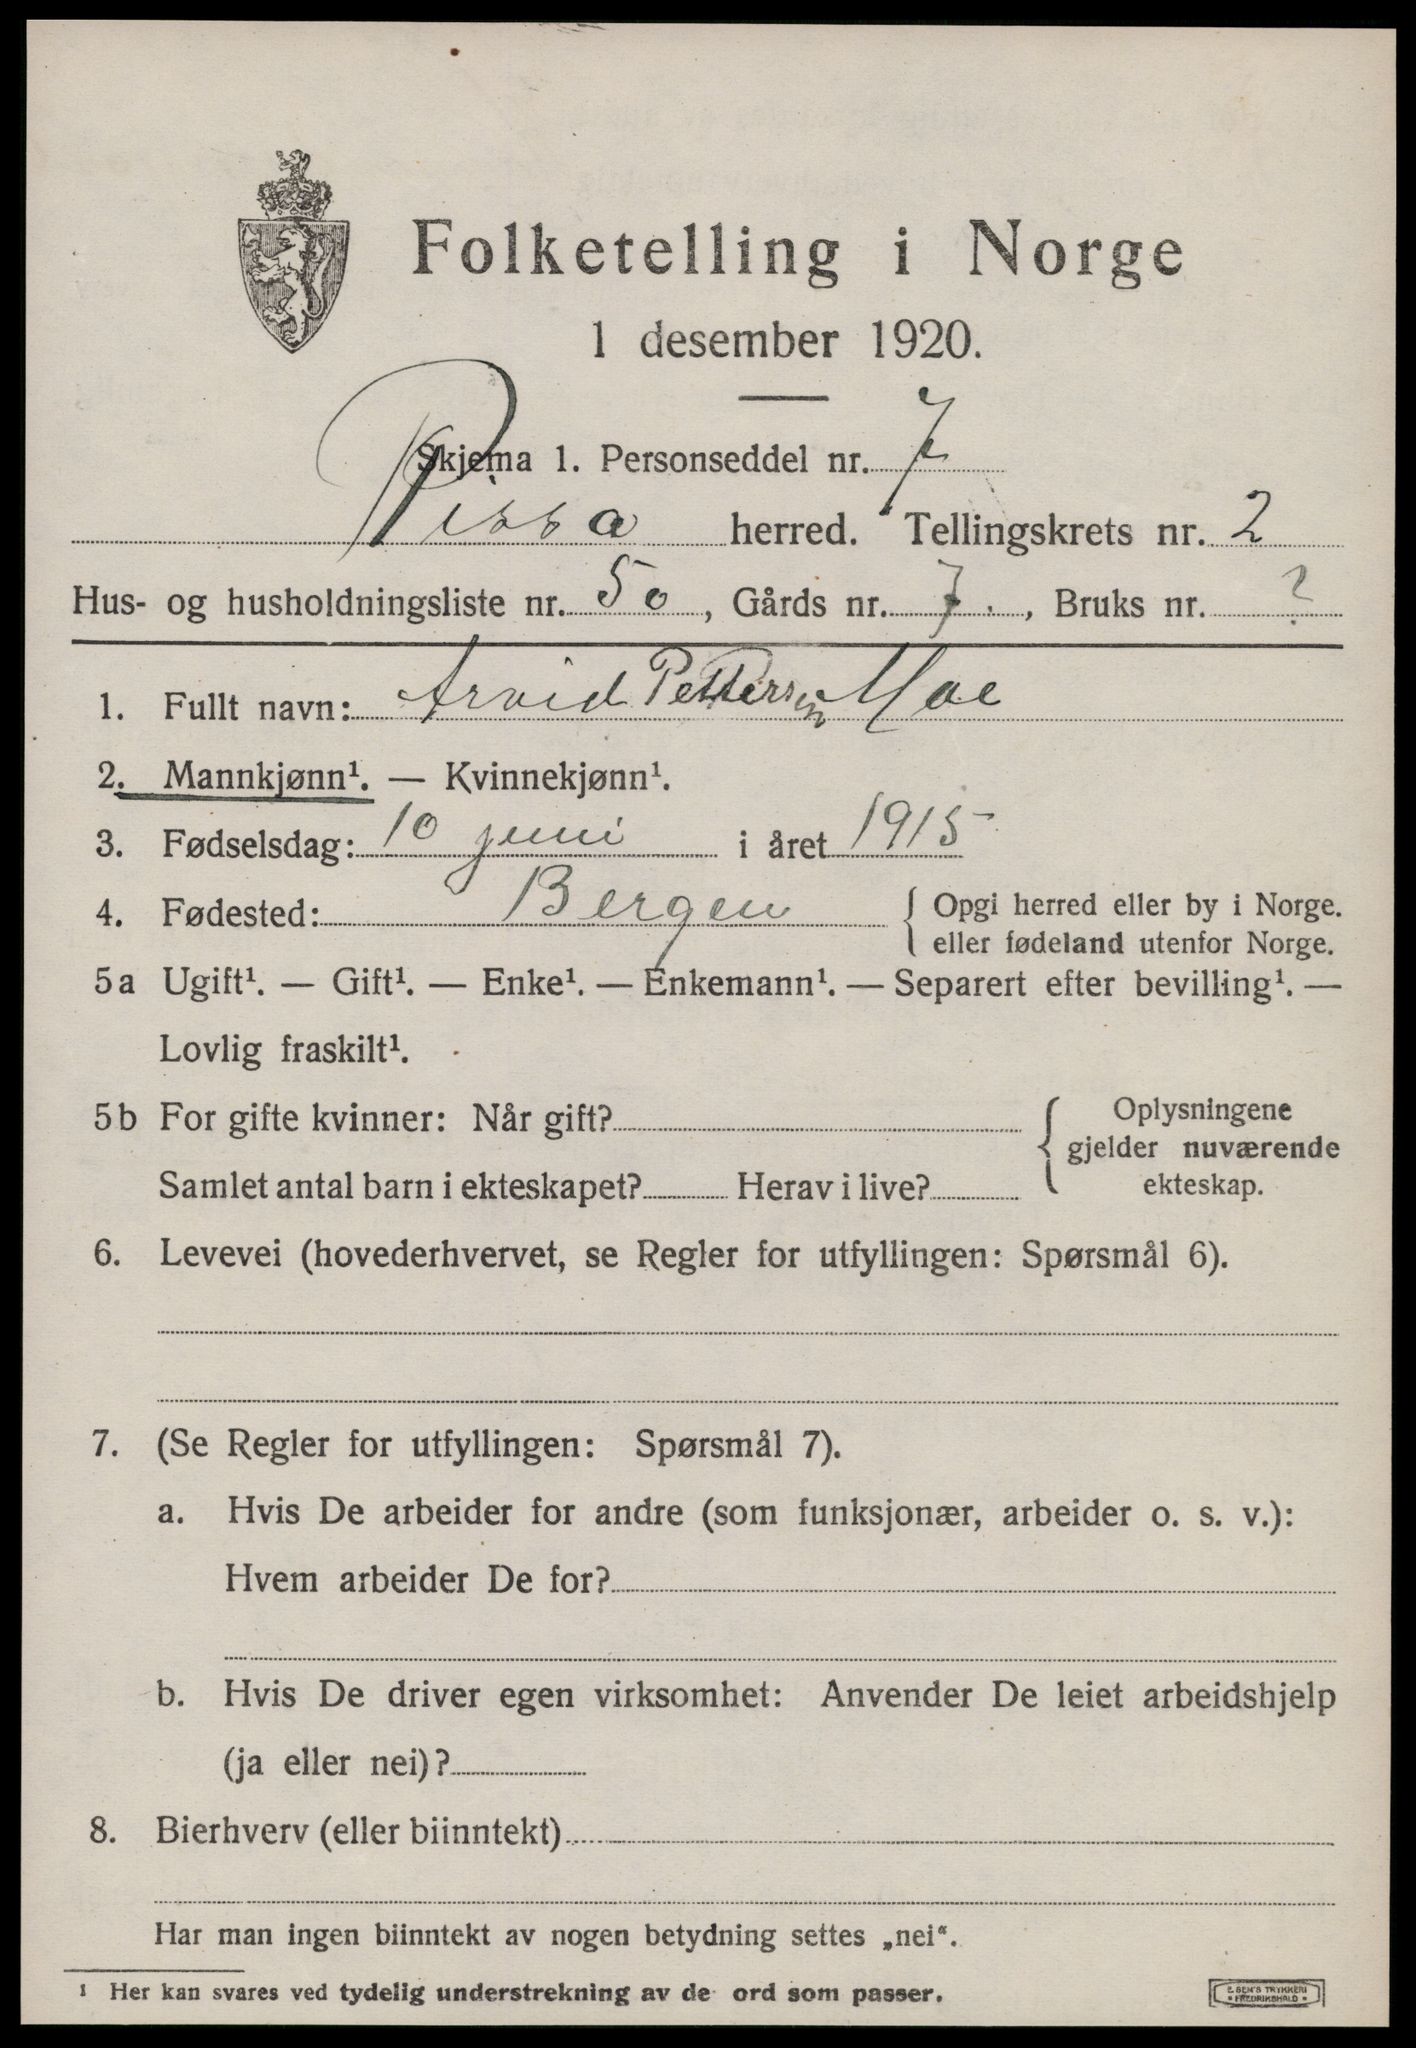 Folketelling i Norge
1 desember 1920.
Skjema 1. Personseddel nr. 7
Rissa herred. Tellingskrets nr. 2
Hus- og husholdningsliste nr. 50, Gårds nr. 7., Bruks nr. ?
1. Fullt navn: Arvid Pettersen Moe
2. Mannkjønn¹. — Kvinnekjønn¹.
3. Fødselsdag: 10 juni i året 1915
4. Fødested: Bergen { Opgi herred eller by i Norge.
eller fødeland utenfor Norge.
5a Ugift¹. — Gift¹. — Enke¹. — Enkemann¹. — Separert efter bevilling¹. —
Lovlig fraskilt¹.
5b For gifte kvinner: Når gift? { Oplysningene
gjelder nuværende
Samlet antal barn i ekteskapet? Herav i live? ekteskap.
6. Levevei (hovederhvervet, se Regler for utfyllingen: Spørsmål 6).
7. (Se Regler for utfyllingen: Spørsmål 7).
a. Hvis De arbeider for andre (som funksjonær, arbeider o. s. v.):
Hvem arbeider De for?
b. Hvis De driver egen virksomhet: Anvender De leiet arbeidshjelp
(ja eller nei)?
8. Bierhverv (eller biinntekt)
Har man ingen biinntekt av nogen betydning settes „nei“.
¹ Her kan svares ved tydelig understrekning av de ord som passer.
E. SEM'S TRYKKERI
• FREDRIKSHALD •